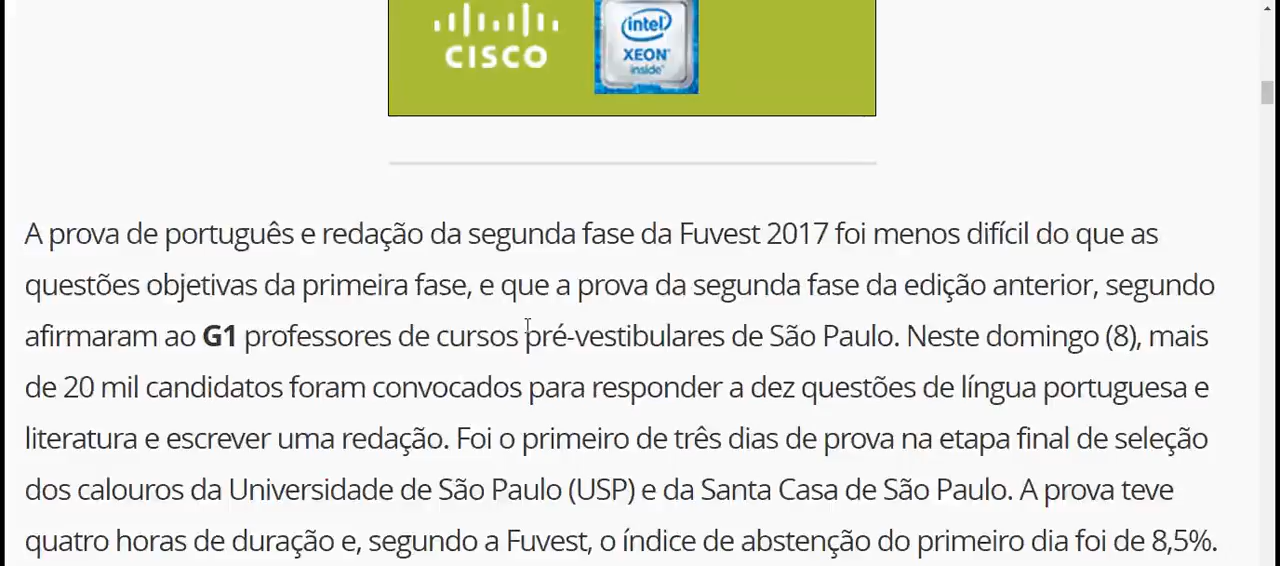 CISCO
intel
XEON
inside
A prova de português e redação da segunda fase da Fuvest 2017 foi menos difícil do que as
questões objetivas da primeira fase, e que a prova da segunda fase da edição anterior, segundo
afirmaram ao G1 professores de cursos pré-vestibulares de São Paulo. Neste domingo (8), mais
de 20 mil candidatos foram convocados para responder a dez questões de língua portuguesa e
literatura e escrever uma redação. Foi o primeiro de três dias de prova na etapa final de seleção
dos calouros da Universidade de São Paulo (USP) e da Santa Casa de São Paulo. A prova teve
quatro horas de duração e, segundo a Fuvest, o índice de abstenção do primeiro dia foi de 8,5%.